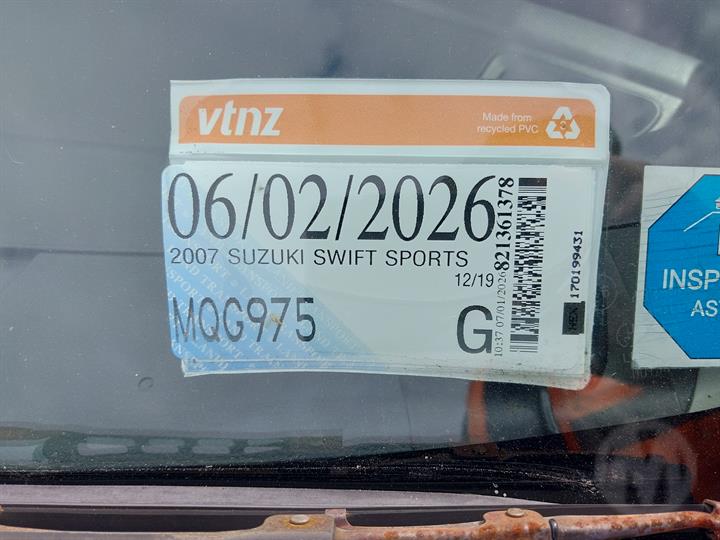 vtnz
Made from
recycled PVC
06/02/2026
2007 SUZUKI SWIFT SPORTS
12/19
MQG975
G
10:37 07/01/2026
821361378
170199431
INSP
AS